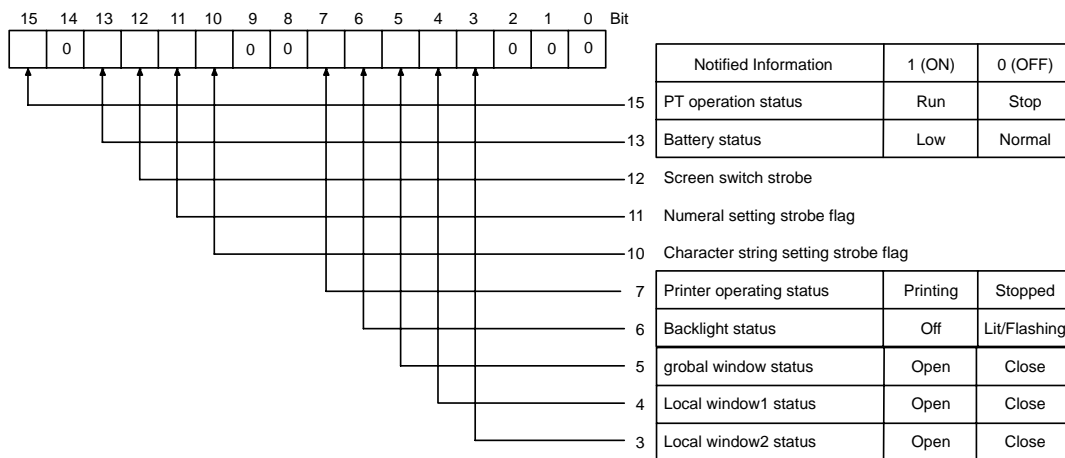 15 14 13 12 11 10 9 8 7 6 5 4 3 2 1 0 Bit
0 0 0 0 0 0
Notified Information 1 (ON) 0 (OFF)
15 PT operation status Run Stop
13 Battery status Low Normal
12 Screen switch strobe
11 Numeral setting strobe flag
10 Character string setting strobe flag
7 Printer operating status Printing Stopped
6 Backlight status Off Lit/Flashing
5 grobal window status Open Close
4 Local window1 status Open Close
3 Local window2 status Open Close